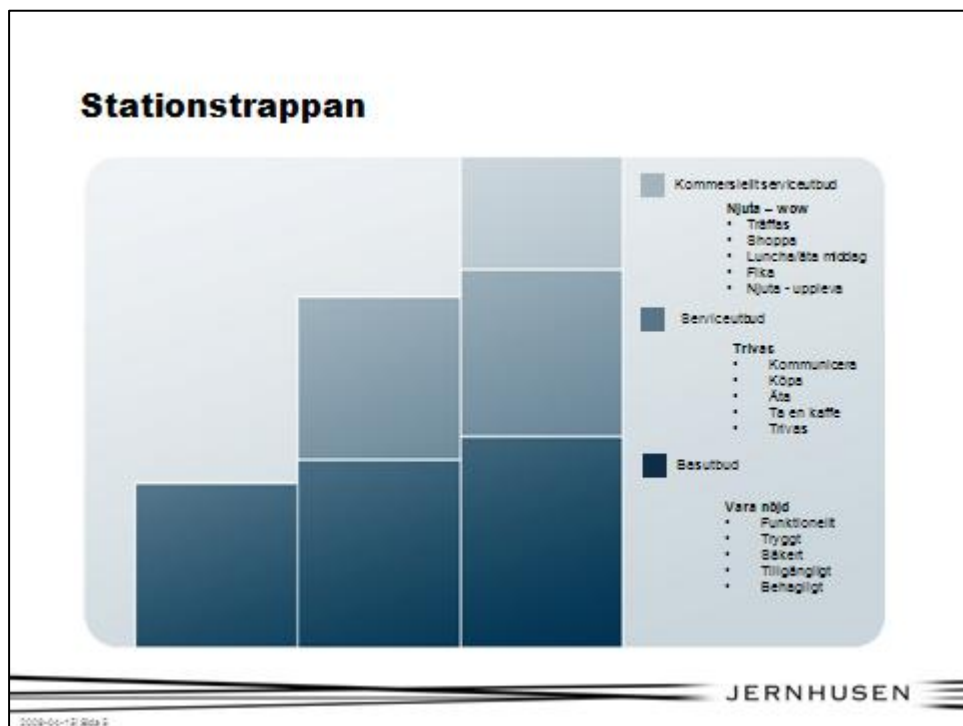 Stationstrappan
Kommersiellt serviceutbud
Njuta – wow
• Träffas
• Shoppa
• Luncha/äta middag
• Fika
• Njuta - uppleva
Serviceutbud
Trivas
• Kommunicera
• Köpa
• Äta
• Ta en kaffe
• Trivas
Basutbud
Vara nöjd
• Funktionellt
• Tryggt
• Säkert
• Tillgängligt
• Behagligt
JERNHUSEN